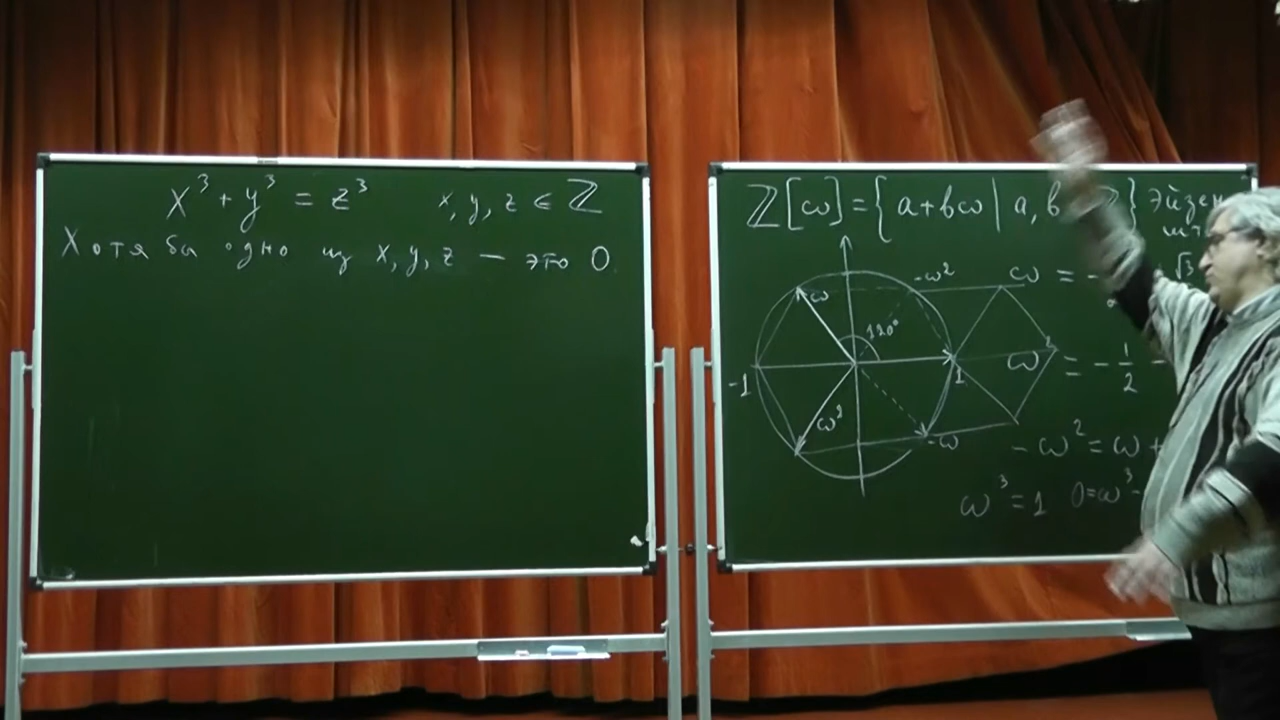 x³ + y³ = z³ x, y, z ∈ ℤ
Хотя бы одно из x, y, z — это 0
ℤ[ω] = { a + bω | a, b ℤ}
-ω²
ω = - √3
ω
120°
-1
1
ω = - 1/2 -
ω²
-ω
-ω² = ω +
ω³ = 1 0 = ω³ -